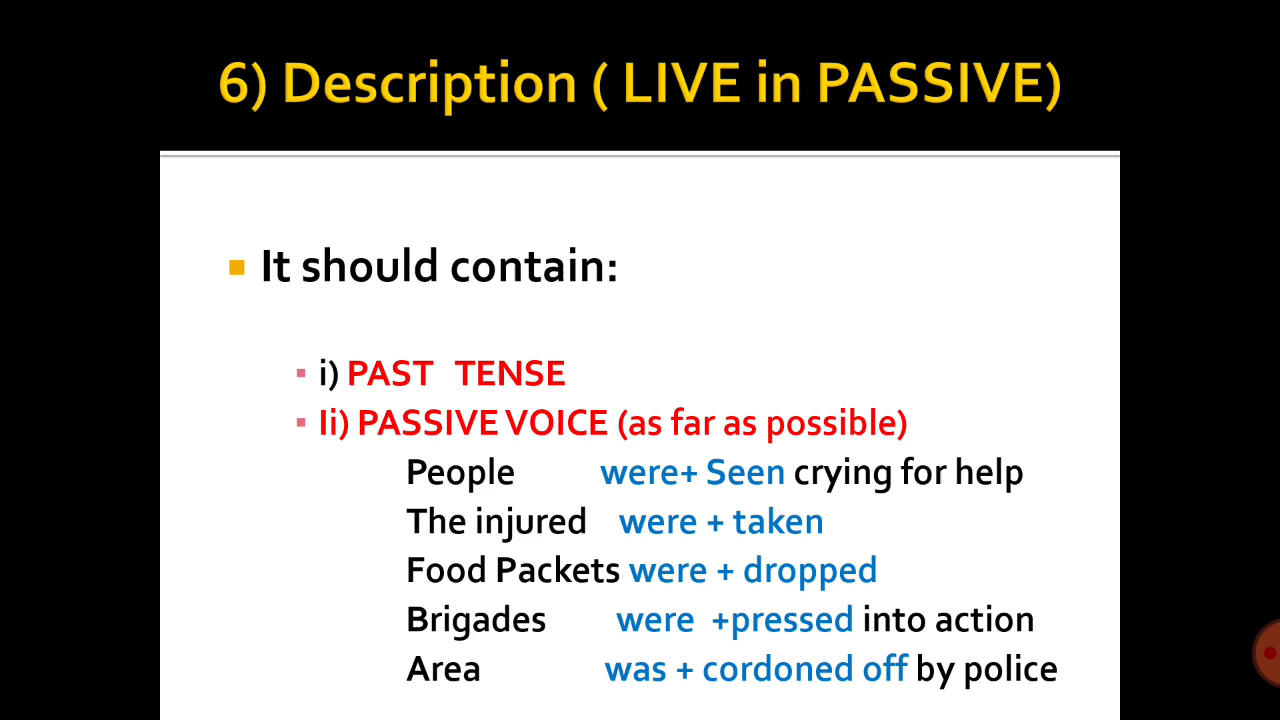 6) Description ( LIVE in PASSIVE)
It should contain:
i) PAST TENSE
Ii) PASSIVE VOICE (as far as possible)
People were+ Seen crying for help
The injured were + taken
Food Packets were + dropped
Brigades were +pressed into action
Area was + cordoned off by police